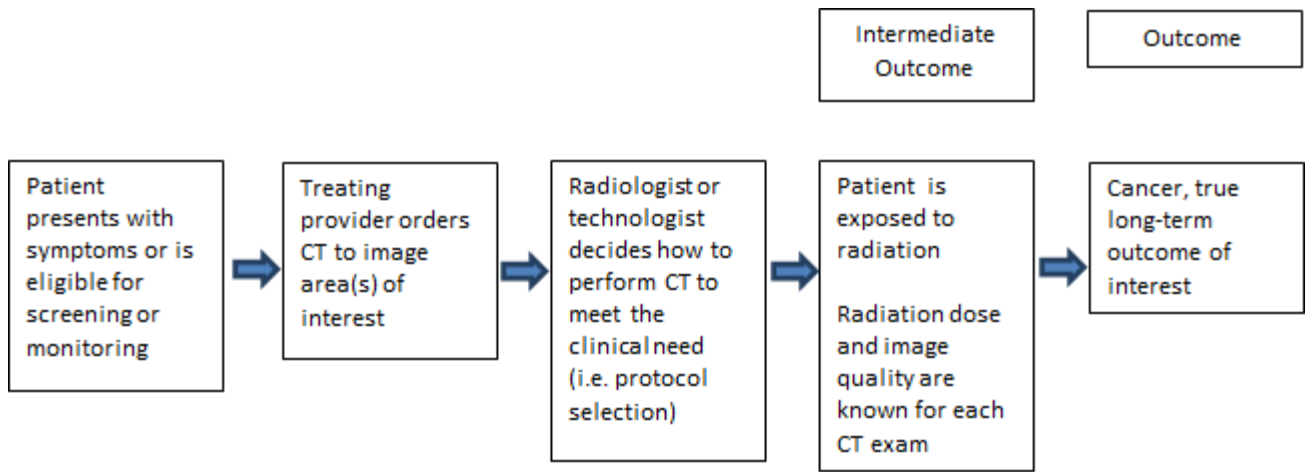 Intermediate
Outcome
Outcome
Patient
presents with
symptoms or is
eligible for
screening or
monitoring
Treating
provider orders
CT to image
area(s) of
interest
Radiologist or
technologist
decides how to
perform CT to
meet the
clinical need
(i.e. protocol
selection)
Patient is
exposed to
radiation
Radiation dose
and image
quality are
known for each
CT exam
Cancer, true
long-term
outcome of
interest